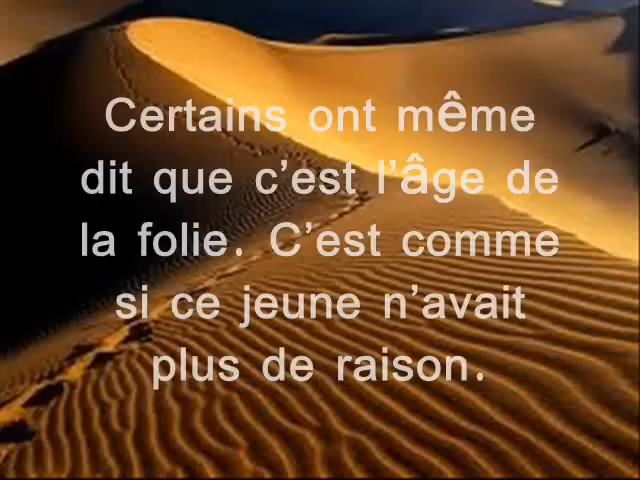 Certains ont même
dit que c’est l’âge de
la folie. C’est comme
si ce jeune n’avait
plus de raison.